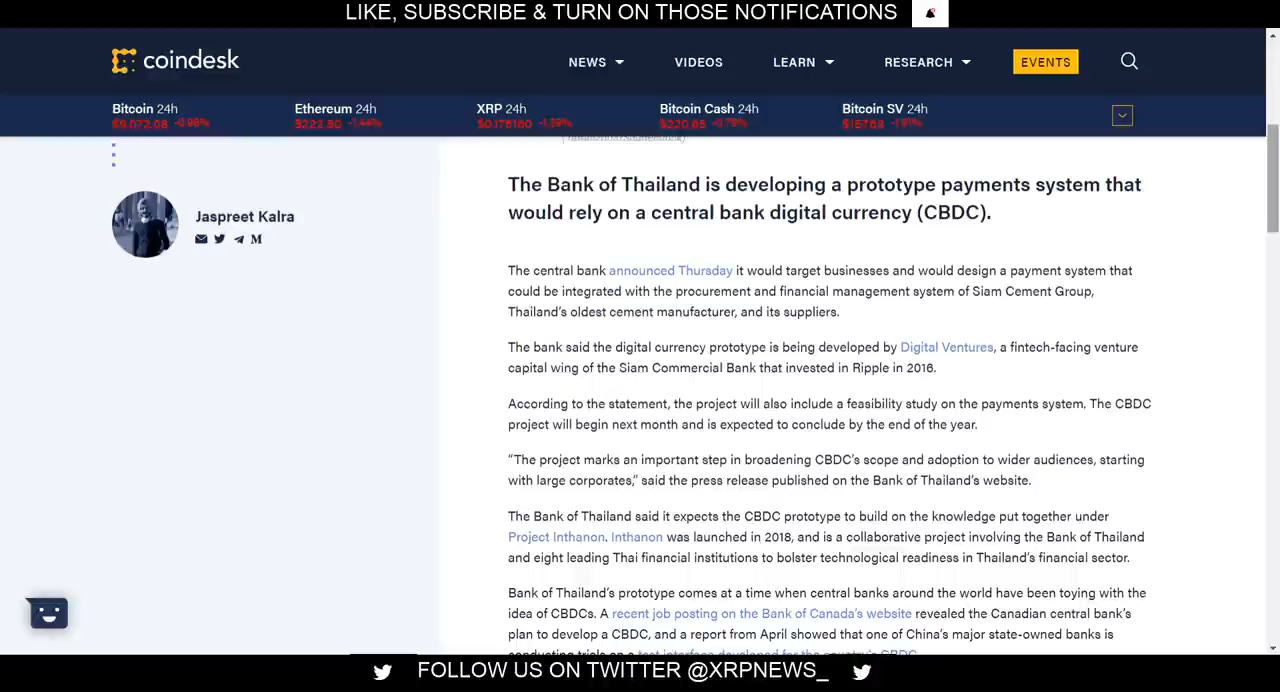 LIKE, SUBSCRIBE & TURN ON THOSE NOTIFICATIONS
coindesk
NEWS
VIDEOS
LEARN
RESEARCH
EVENTS
Bitcoin 24h
Ethereum 24h
XRP 24h
Bitcoin Cash 24h
Bitcoin SV 24h
Jaspreet Kalra
The Bank of Thailand is developing a prototype payments system that
would rely on a central bank digital currency (CBDC).
The central bank announced Thursday it would target businesses and would design a payment system that
could be integrated with the procurement and financial management system of Siam Cement Group,
Thailand’s oldest cement manufacturer, and its suppliers.
The bank said the digital currency prototype is being developed by Digital Ventures, a fintech-facing venture
capital wing of the Siam Commercial Bank that invested in Ripple in 2016.
According to the statement, the project will also include a feasibility study on the payments system. The CBDC
project will begin next month and is expected to conclude by the end of the year.
“The project marks an important step in broadening CBDC’s scope and adoption to wider audiences, starting
with large corporates,” said the press release published on the Bank of Thailand’s website.
The Bank of Thailand said it expects the CBDC prototype to build on the knowledge put together under
Project Inthanon. Inthanon was launched in 2018, and is a collaborative project involving the Bank of Thailand
and eight leading Thai financial institutions to bolster technological readiness in Thailand’s financial sector.
Bank of Thailand’s prototype comes at a time when central banks around the world have been toying with the
idea of CBDCs. A recent job posting on the Bank of Canada’s website revealed the Canadian central bank’s
plan to develop a CBDC, and a report from April showed that one of China’s major state-owned banks is
conducting trials on a test interface developed for the country’s CBDC.
FOLLOW US ON TWITTER @XRPNEWS_